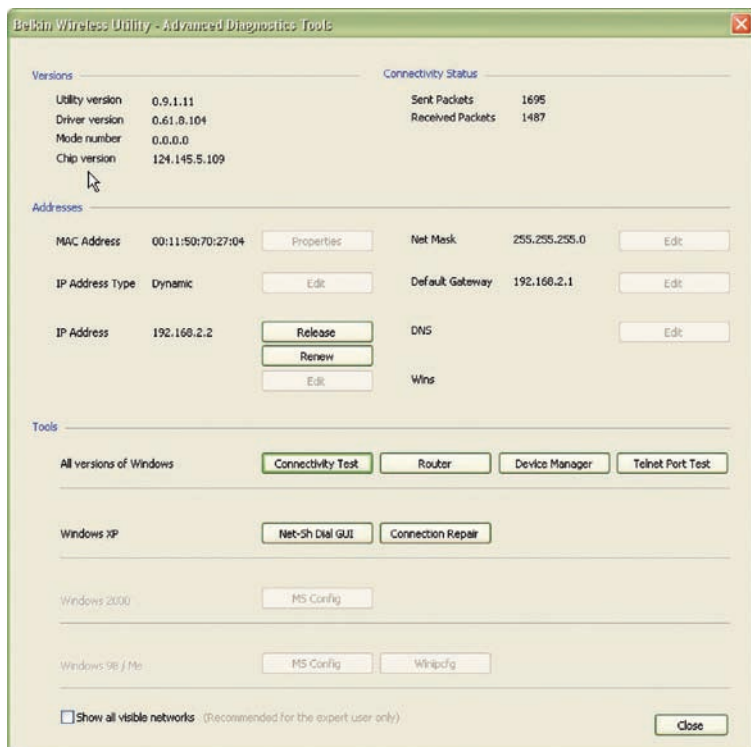 Belkin Wireless Utility - Advanced Diagnostics Tools
Versions
Utility version 0.9.1.11
Driver version 0.61.8.104
Mode number 0.0.0.0
Chip version 124.145.5.109
Connectivity Status
Sent Packets 1695
Received Packets 1487
Addresses
MAC Address 00:11:50:70:27:04 Properties
Net Mask 255.255.255.0 Edit
IP Address Type Dynamic Edit
Default Gateway 192.168.2.1 Edit
IP Address 192.168.2.2 Release
Renew
Edit
DNS Edit
Wins
Tools
All versions of Windows Connectivity Test Router Device Manager Telnet Port Test
Windows XP Net-Sh Dial GUI Connection Repair
Windows 2000 MS Config
Windows 98 / Me MS Config Winipcfg
Show all visible networks (Recommended for the expert user only)
Close